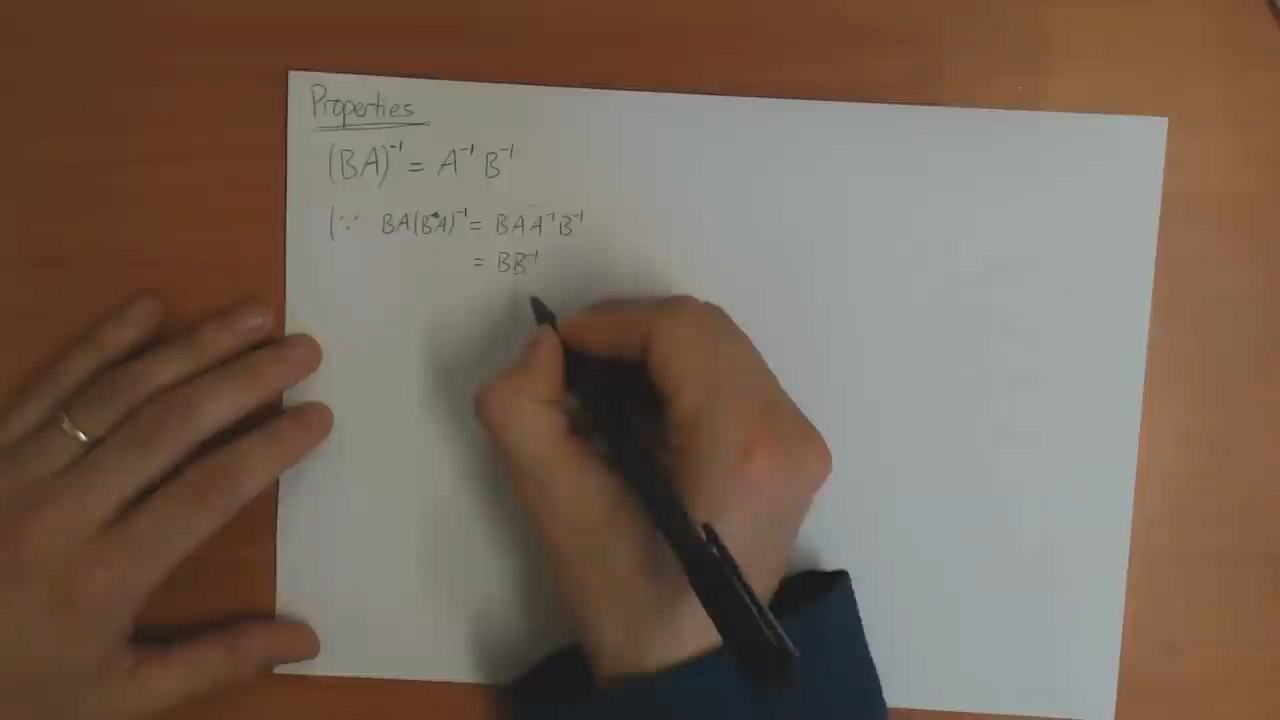 Properties
(BA)⁻¹ = A⁻¹ B⁻¹
(∵ BA(BA)⁻¹ = BAA⁻¹B⁻¹
= BB⁻¹